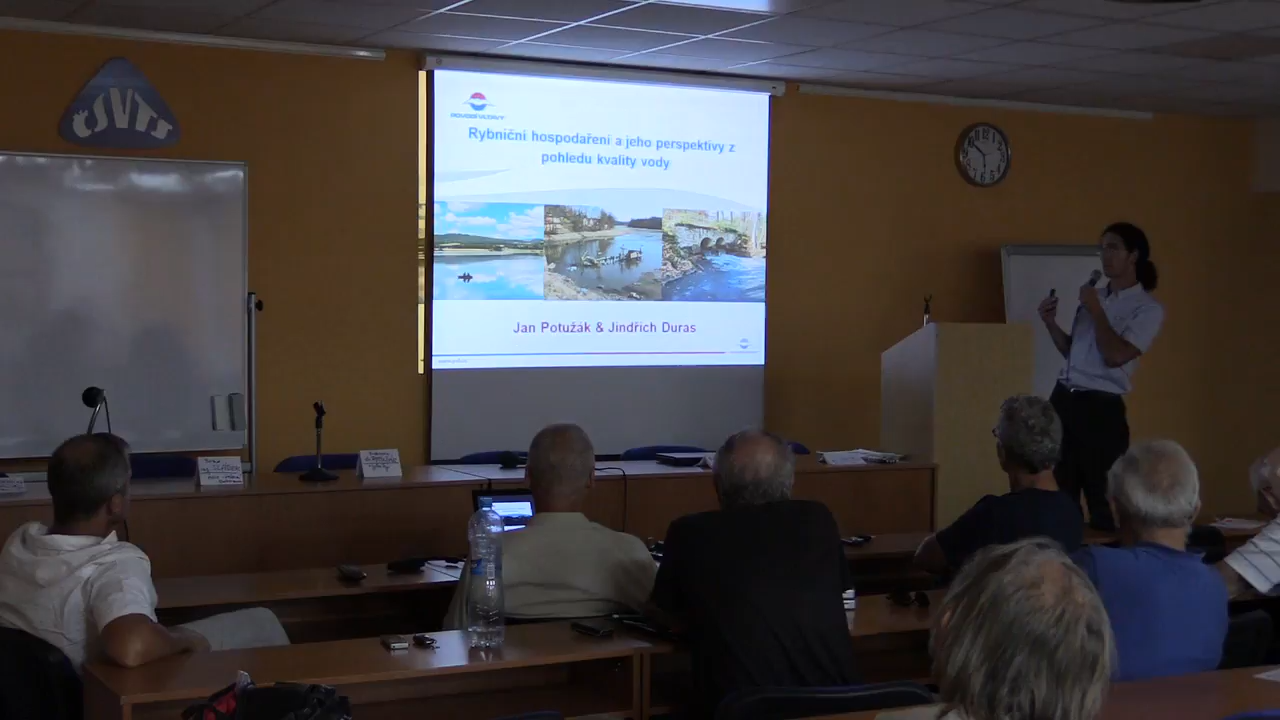 ČSVTS
POVODÍ VLTAVY
Rybniční hospodaření a jeho perspektivy z
pohledu kvality vody
Jan Potužák & Jindřich Duras